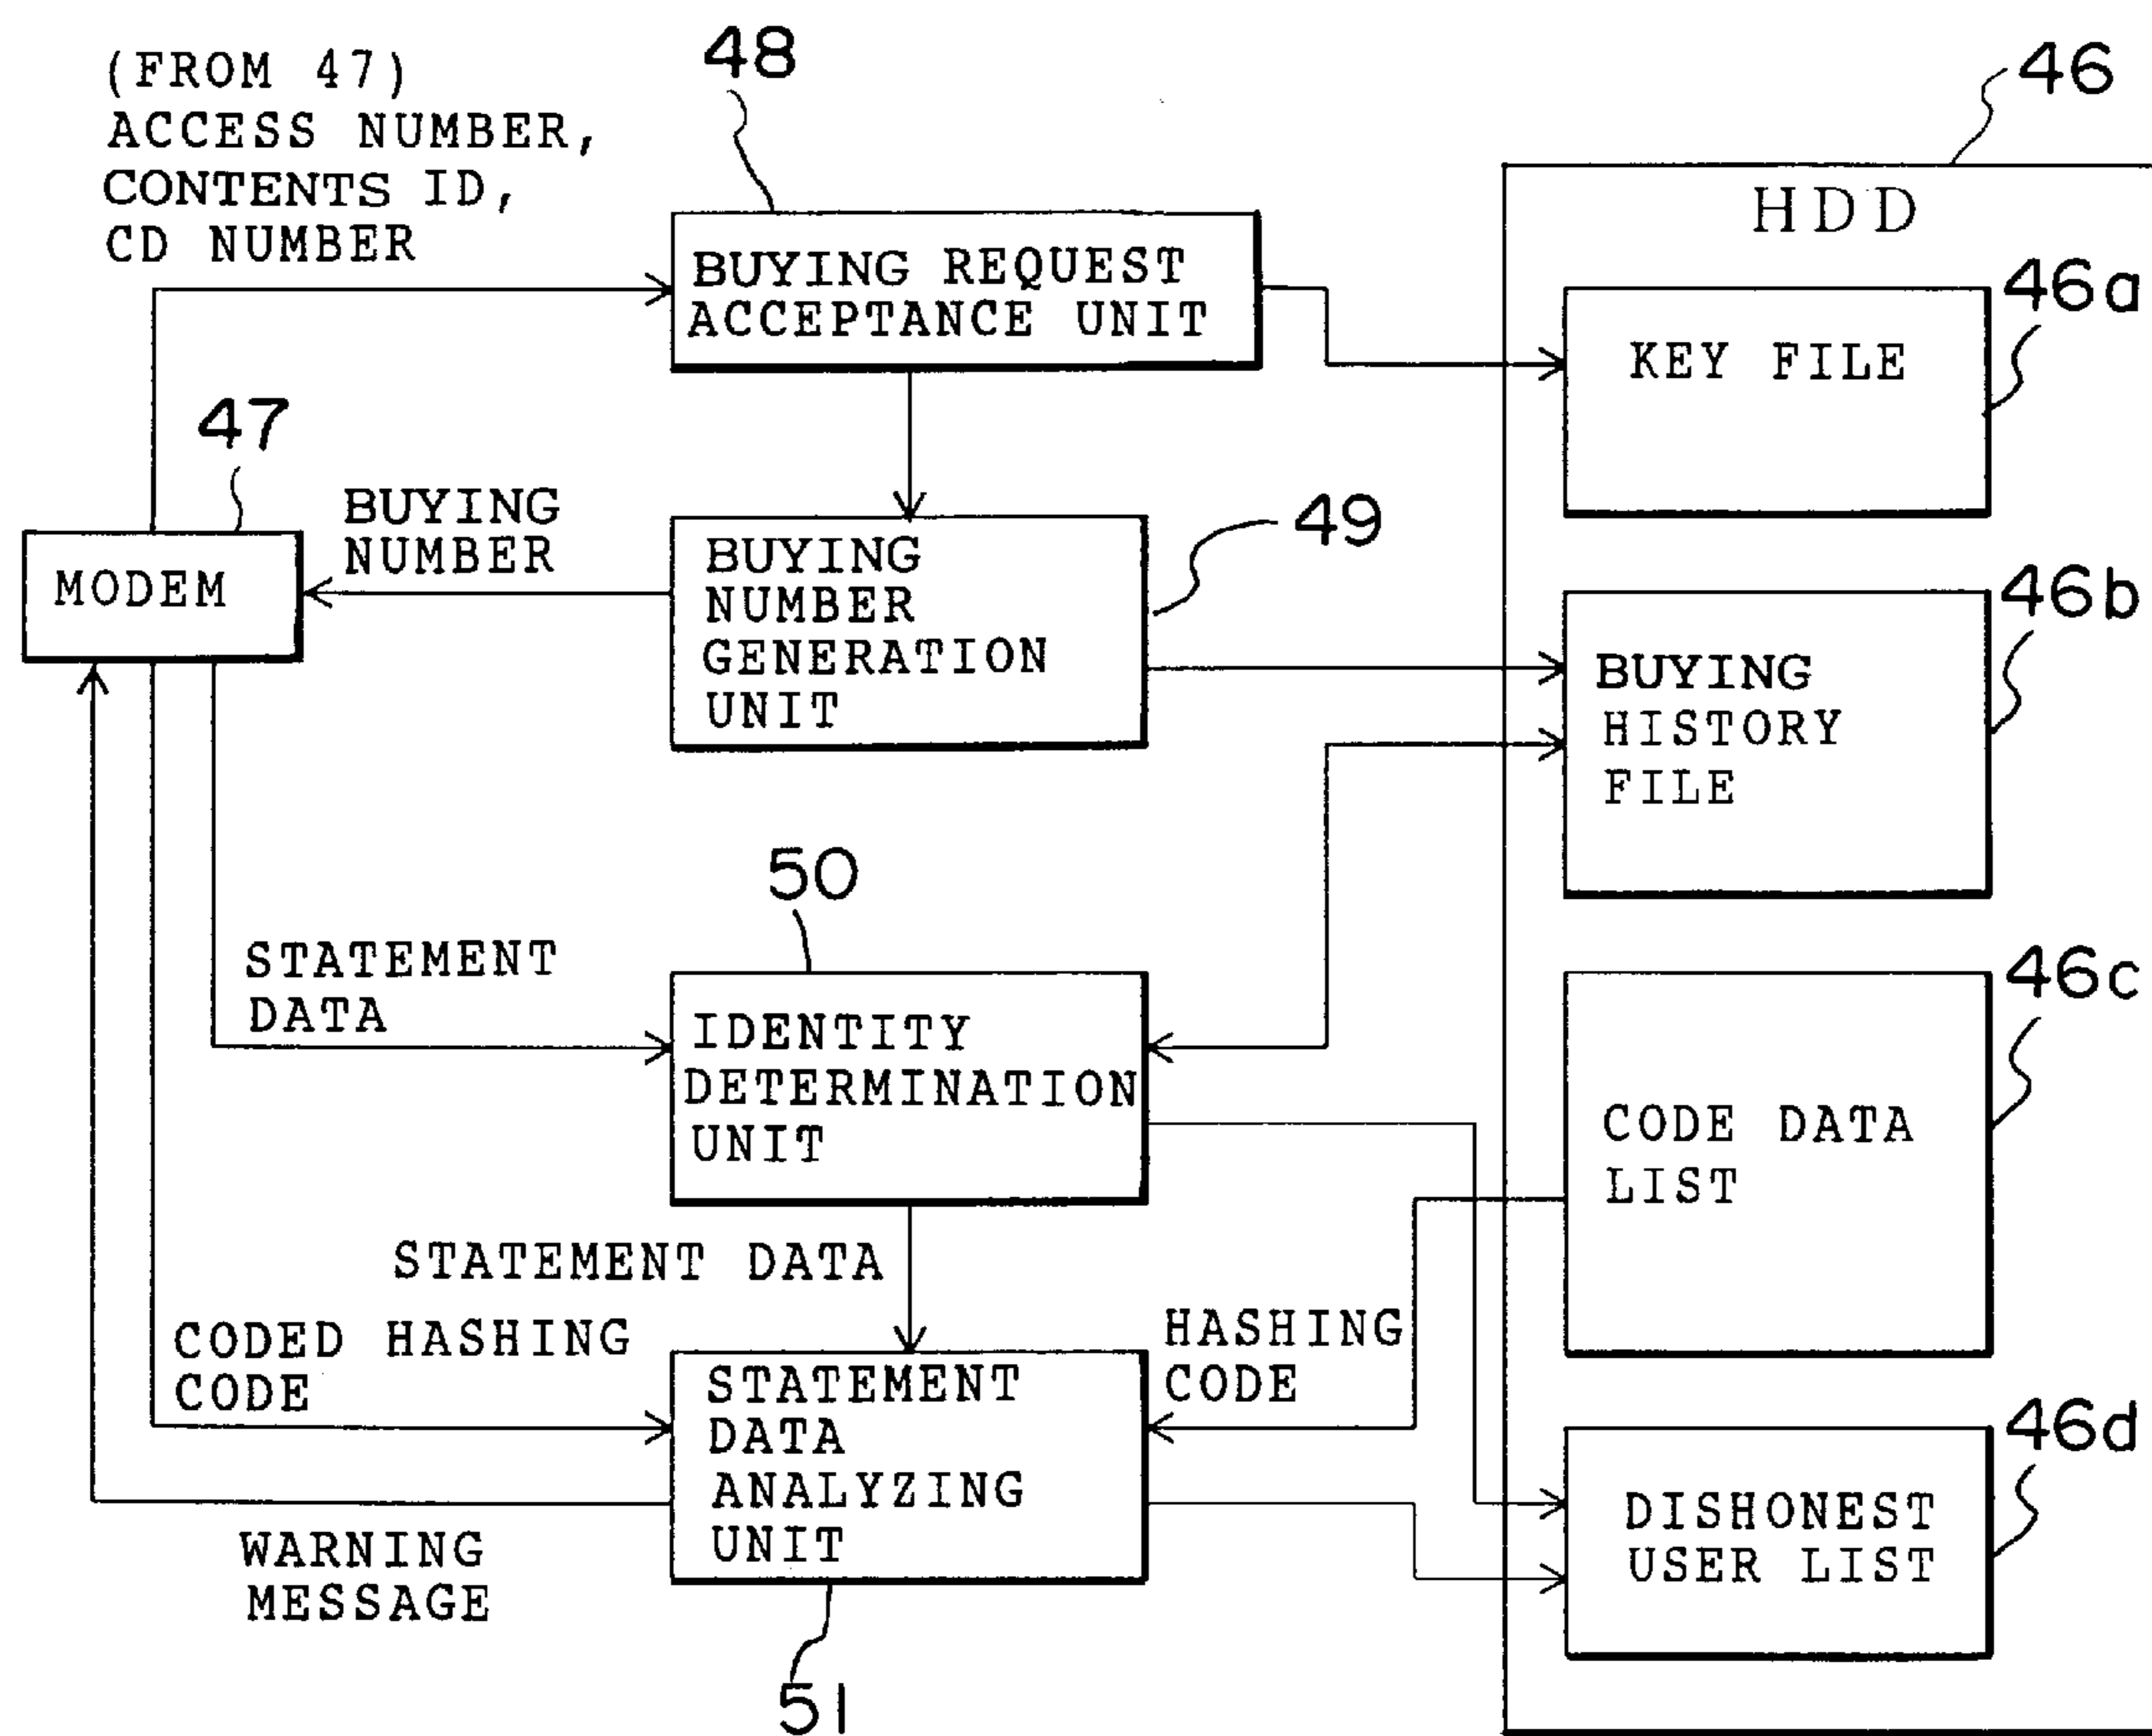 (FROM 47)
ACCESS NUMBER,
CONTENTS ID,
CD NUMBER
48
46
HDD
BUYING REQUEST
ACCEPTANCE UNIT
46a
KEY FILE
47
MODEM
BUYING
NUMBER
BUYING
NUMBER
GENERATION
UNIT
49
46b
BUYING
HISTORY
FILE
50
STATEMENT
DATA
IDENTITY
DETERMINATION
UNIT
46c
CODE DATA
LIST
STATEMENT DATA
CODED HASHING
CODE
HASHING
CODE
STATEMENT
DATA
ANALYZING
UNIT
46d
DISHONEST
USER LIST
WARNING
MESSAGE
51